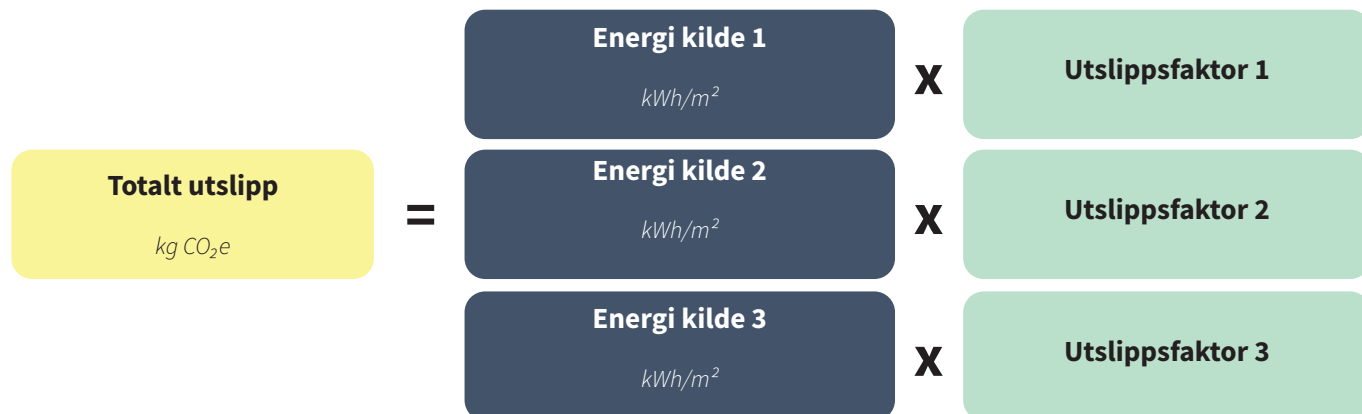 Energi kilde 1
kWh/m²
x
Utslippsfaktor 1
Totalt utslipp
kg CO₂e
=
Energi kilde 2
kWh/m²
x
Utslippsfaktor 2
Energi kilde 3
kWh/m²
x
Utslippsfaktor 3